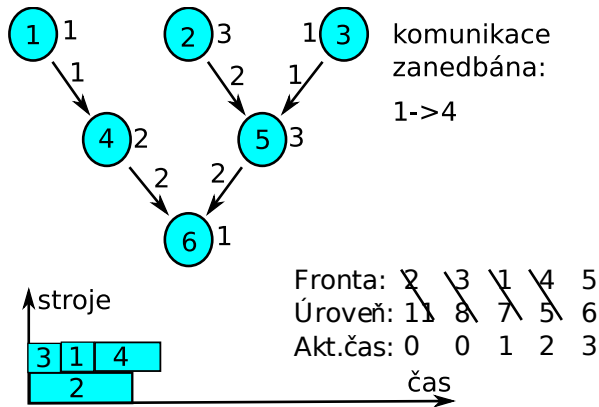 1 1 2 3 1 3 komunikace
zanedbána:
1 2 1
1->4
4 2 5 3
2 2
6 1
Fronta: 2 3 1 4 5
Úroveň: 11 8 7 5 6
Akt.čas: 0 0 1 2 3
stroje
3 1 4
2
čas